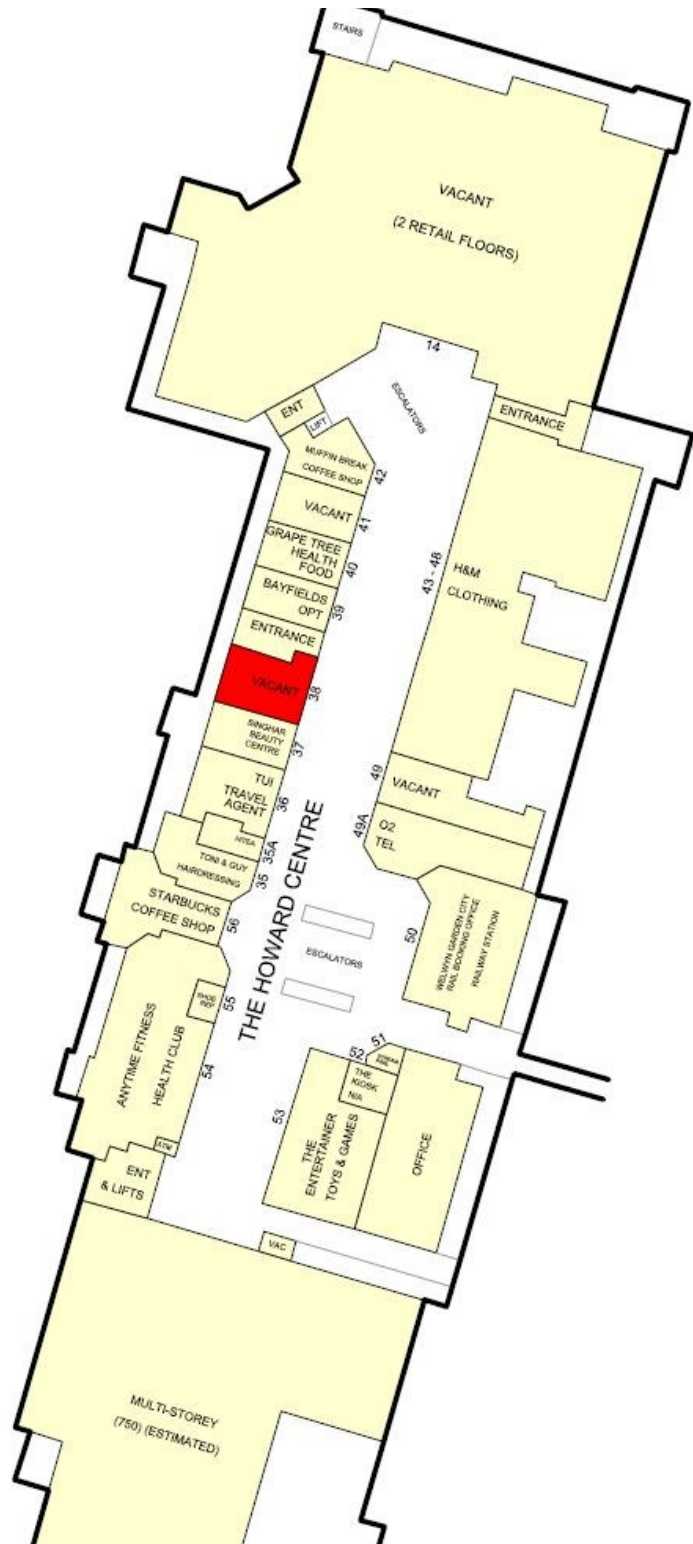 STAIRS
VACANT
(2 RETAIL FLOORS)
14
ESCALATORS
ENTRANCE
ENT
LIFT
MUFFIN BREAK
COFFEE SHOP
42
VACANT
41
GRAPE TREE
HEALTH
FOOD
40
BAYFIELDS
OPT
39
ENTRANCE
VACANT
38
SINGHAR
BEAUTY
CENTRE
37
TUI
TRAVEL
AGENT
36
35A
TONI & GUY
HAIRDRESSING
35
STARBUCKS
COFFEE SHOP
56
43 - 48
H&M
CLOTHING
49
VACANT
49A
O2
TEL
THE HOWARD CENTRE
ESCALATORS
50
WELWYN GARDEN CITY
RAIL BOOKING OFFICE
RAILWAY STATION
SHOE
REP
55
ANYTIME FITNESS
HEALTH CLUB
54
ATM
ENT
& LIFTS
51
52
THE
KIOSK
N/A
53
THE
ENTERTAINER
TOYS & GAMES
OFFICE
VAC
MULTI-STOREY
(750) (ESTIMATED)